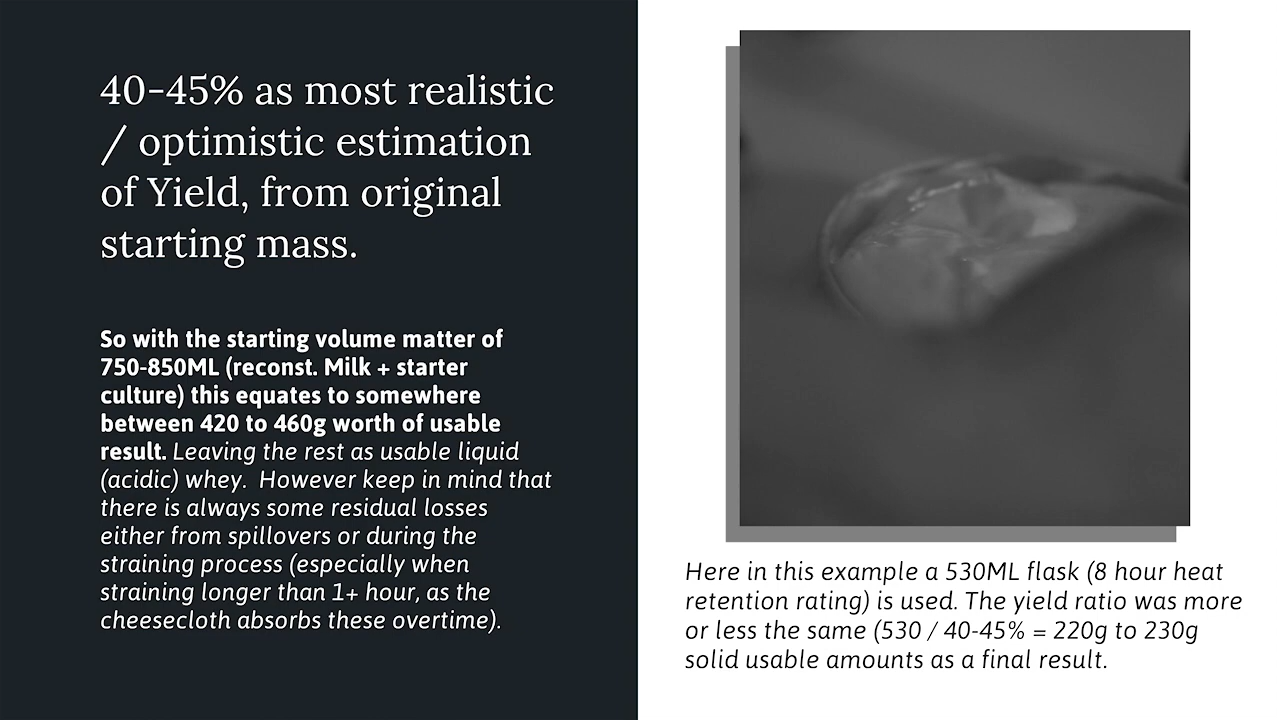 40-45% as most realistic
/ optimistic estimation
of Yield, from original
starting mass.
So with the starting volume matter of
750-850ML (reconst. Milk + starter
culture) this equates to somewhere
between 420 to 460g worth of usable
result. Leaving the rest as usable liquid
(acidic) whey.  However keep in mind that
there is always some residual losses
either from spillovers or during the
straining process (especially when
straining longer than 1+ hour, as the
cheesecloth absorbs these overtime).
Here in this example a 530ML flask (8 hour heat
retention rating) is used. The yield ratio was more
or less the same (530 / 40-45% = 220g to 230g
solid usable amounts as a final result.